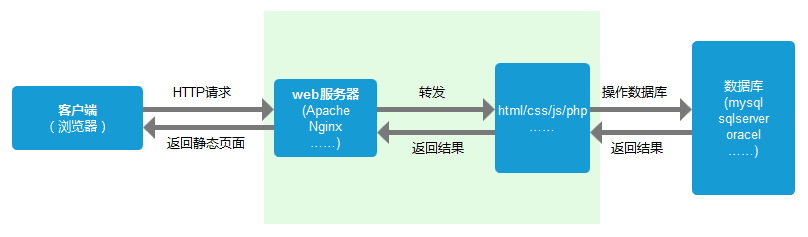 客户端
（浏览器）
HTTP请求
返回静态页面
web服务器
(Apache
Nginx
……)
转发
返回结果
html/css/js/php
……
操作数据库
返回结果
数据库
(mysql
sqlserver
oracel
……)